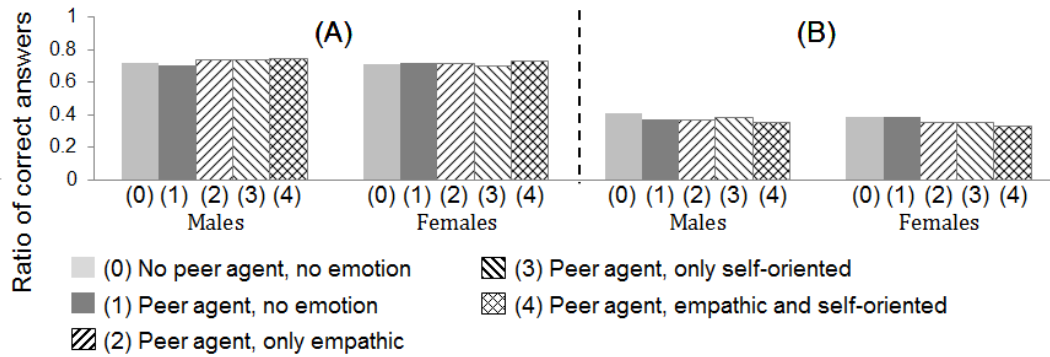 Ratio of correct answers
1
0.8
0.6
0.4
0.2
0
(A)
(B)
(0) (1) (2) (3) (4)
Males
(0) (1) (2) (3) (4)
Females
(0) (1) (2) (3) (4)
Males
(0) (1) (2) (3) (4)
Females
(0) No peer agent, no emotion
(1) Peer agent, no emotion
(2) Peer agent, only empathic
(3) Peer agent, only self-oriented
(4) Peer agent, empathic and self-oriented